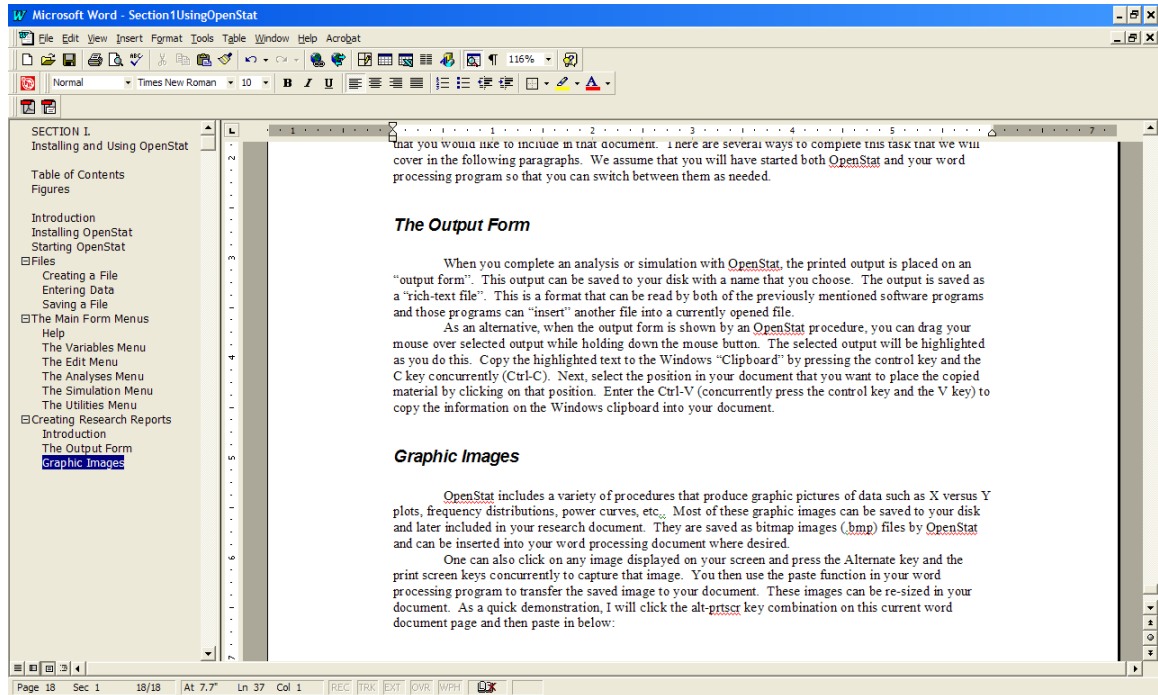 Microsoft Word - Section1UsingOpenStat
File Edit View Insert Format Tools Table Window Help Acrobat
116%
Normal Times New Roman 10 B I U A
SECTION I.
Installing and Using OpenStat
Table of Contents
Figures
Introduction
Installing OpenStat
Starting OpenStat
Files
Creating a File
Entering Data
Saving a File
The Main Form Menus
Help
The Variables Menu
The Edit Menu
The Analyses Menu
The Simulation Menu
The Utilities Menu
Creating Research Reports
Introduction
The Output Form
Graphic Images
1 1 2 3 4 5 7
2
3
4
5
6
7
that you would like to include in that document. There are several ways to complete this task that we will
cover in the following paragraphs. We assume that you will have started both OpenStat and your word
processing program so that you can switch between them as needed.
The Output Form
When you complete an analysis or simulation with OpenStat, the printed output is placed on an
“output form”. This output can be saved to your disk with a name that you choose. The output is saved as
a “rich-text file”. This is a format that can be read by both of the previously mentioned software programs
and those programs can “insert” another file into a currently opened file.
As an alternative, when the output form is shown by an OpenStat procedure, you can drag your
mouse over selected output while holding down the mouse button. The selected output will be highlighted
as you do this. Copy the highlighted text to the Windows “Clipboard” by pressing the control key and the
C key concurrently (Ctrl-C). Next, select the position in your document that you want to place the copied
material by clicking on that position. Enter the Ctrl-V (concurrently press the control key and the V key) to
copy the information on the Windows clipboard into your document.
Graphic Images
OpenStat includes a variety of procedures that produce graphic pictures of data such as X versus Y
plots, frequency distributions, power curves, etc.. Most of these graphic images can be saved to your disk
and later included in your research document. They are saved as bitmap images (.bmp) files by OpenStat
and can be inserted into your word processing document where desired.
One can also click on any image displayed on your screen and press the Alternate key and the
print screen keys concurrently to capture that image. You then use the paste function in your word
processing program to transfer the saved image to your document. These images can be re-sized in your
document. As a quick demonstration, I will click the alt-prtscr key combination on this current word
document page and then paste in below:
Page 18 Sec 1 18/18 At 7.7" Ln 37 Col 1 REC TRK EXT OVR WPH